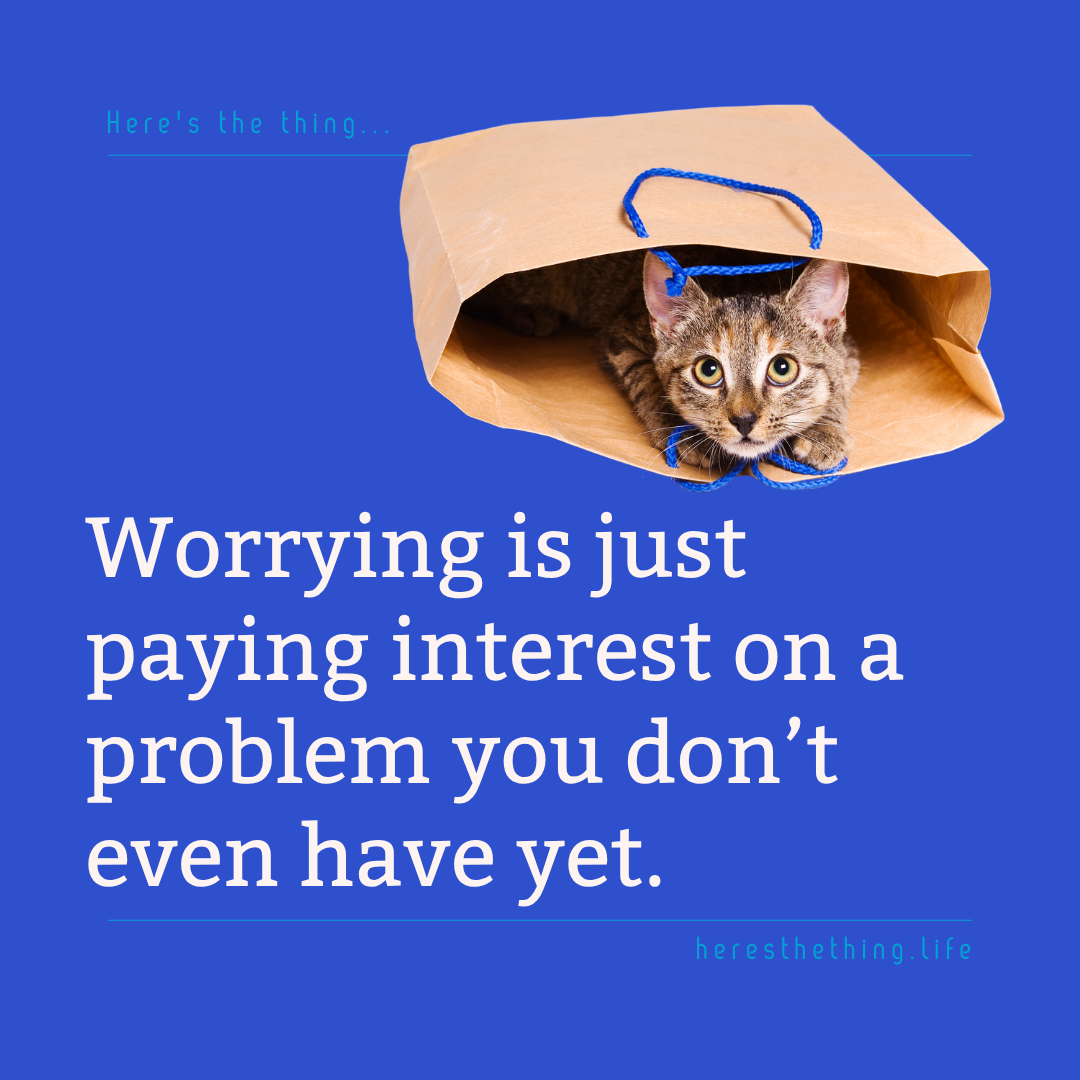 Here's the thing...
Worrying is just
paying interest on a
problem you don’t
even have yet.
heresthething.life